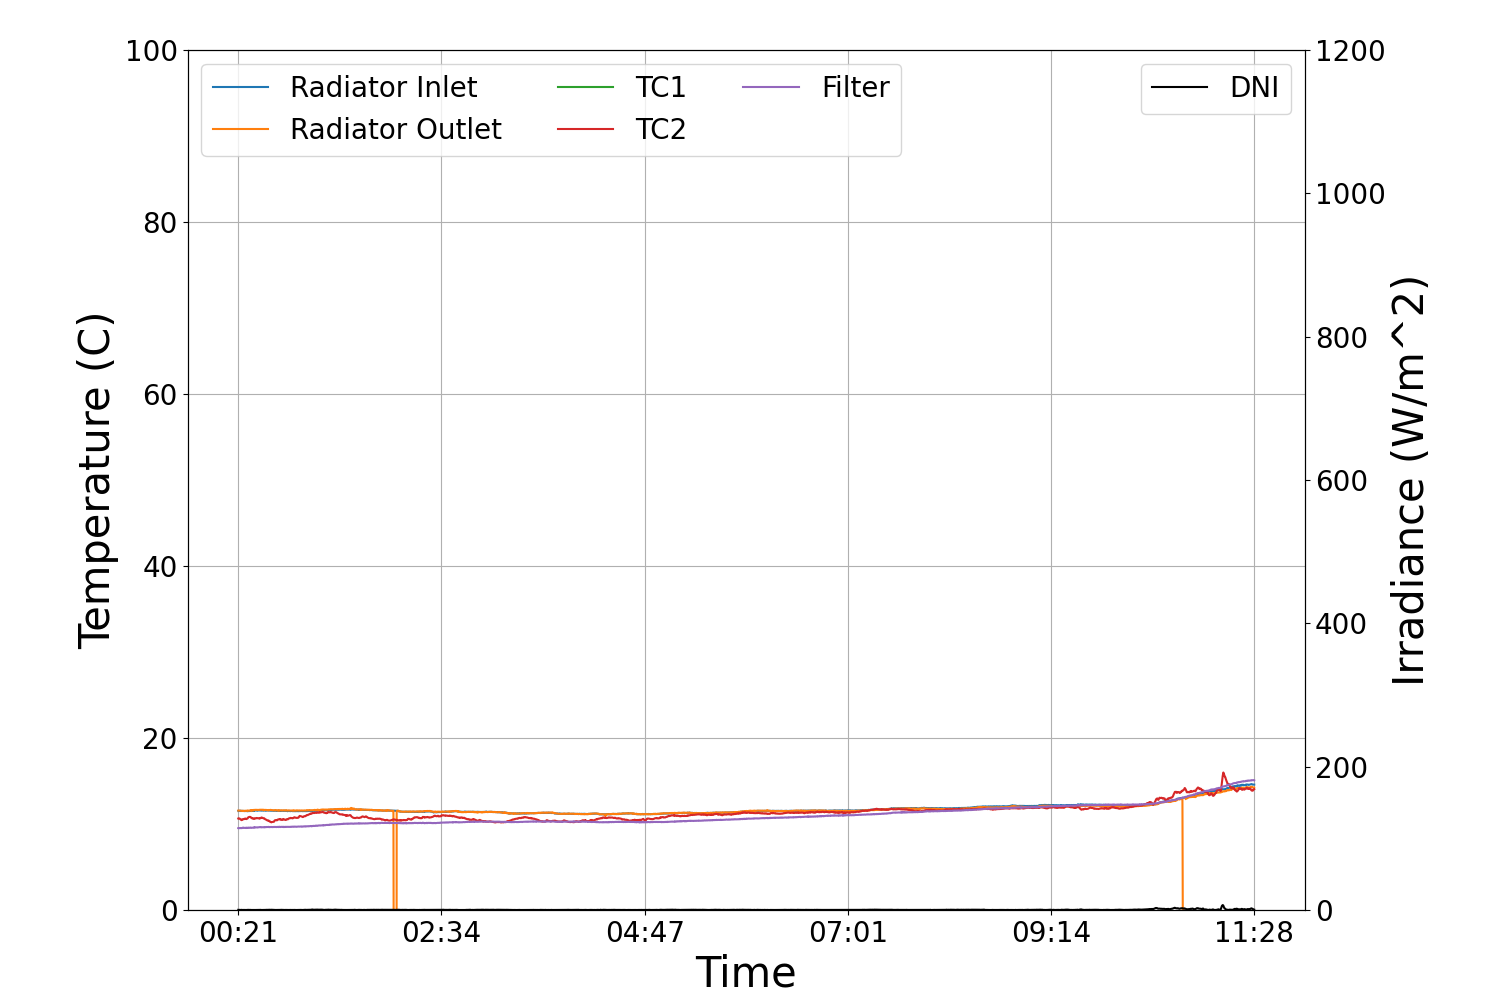 Radiator Inlet
Radiator Outlet
TC1
TC2
Filter
DNI
100
80
60
40
20
0
Temperature (C)
1200
1000
800
600
400
200
0
Irradiance (W/m^2)
00:21 02:34 04:47 07:01 09:14 11:28
Time